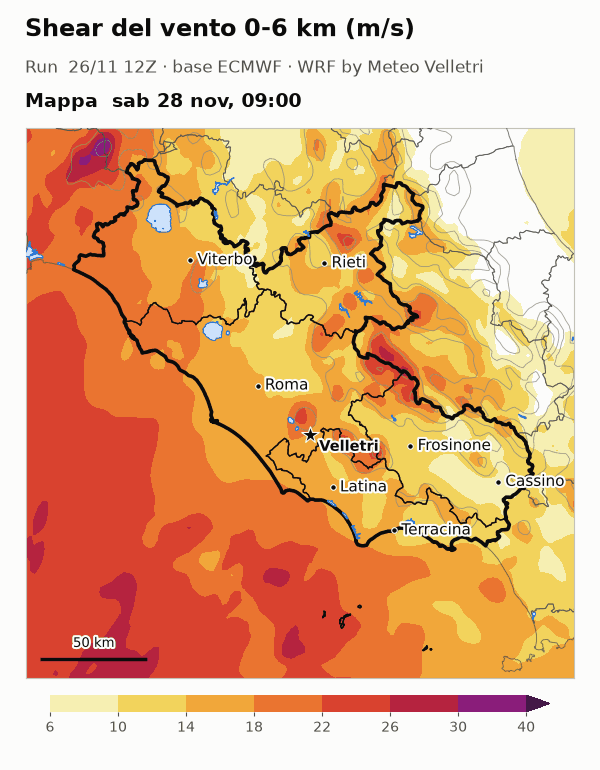 Shear del vento 0-6 km (m/s)
Run  26/11 12Z · base ECMWF · WRF by Meteo Velletri
Mappa  sab 28 nov, 09:00
Viterbo
Rieti
Roma
Velletri
Frosinone
Cassino
Latina
Terracina
50 km
6 10 14 18 22 26 30 40